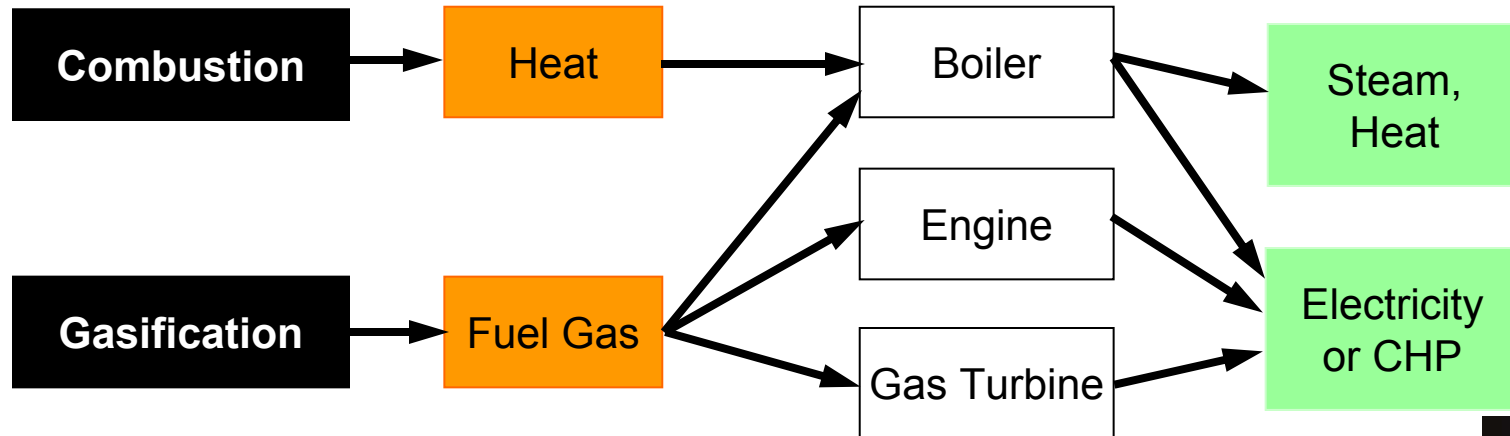 Combustion
Heat
Boiler
Steam,
Heat
Engine
Gasification
Fuel Gas
Gas Turbine
Electricity
or CHP